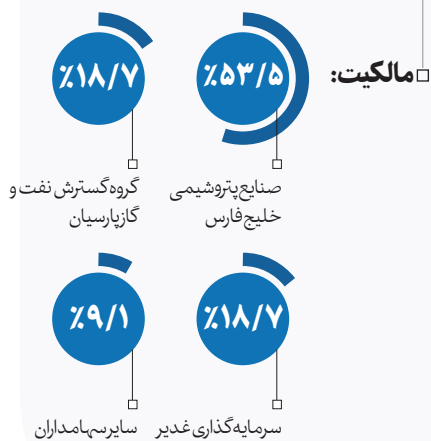 مالکیت:
٪۵۳/۵
صنایع پتروشیمی
خلیج فارس
٪۱۸/۷
گروه گسترش نفت و
گاز پارسیان
٪۱۸/۷
سرمایه گذاری غدیر
٪۹/۱
سایر سهامداران